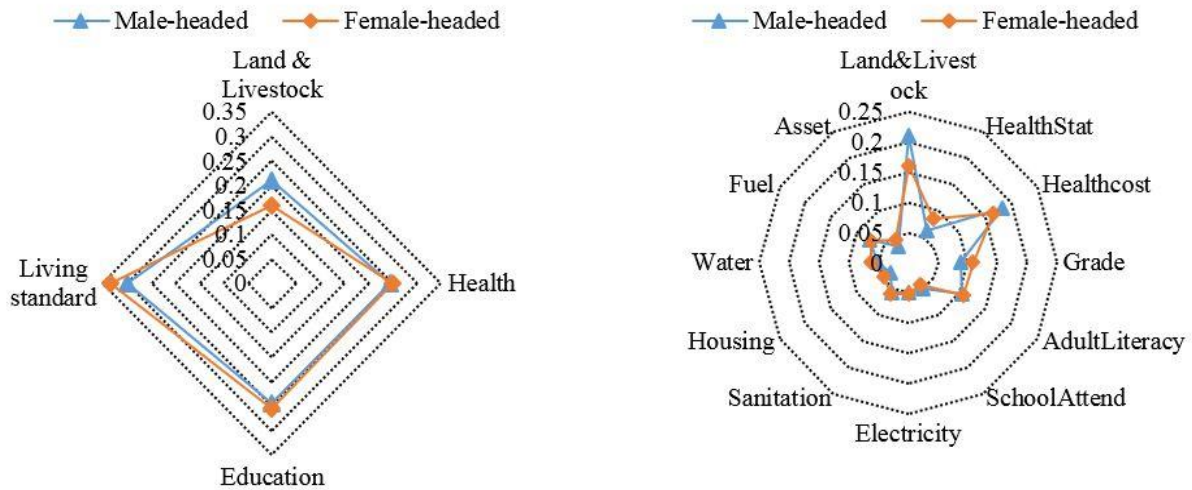 Male-headed Female-headed
Land &
Livestock
0.35
0.3
0.25
0.2
0.15
0.1
0.05
0
Living
standard
Health
Education
Male-headed Female-headed
Land&Livest
ock
0.25
0.2
0.15
0.1
0.05
0
HealthStat
Healthcost
Grade
AdultLiteracy
SchoolAttend
Electricity
Sanitation
Housing
Water
Fuel
Asset